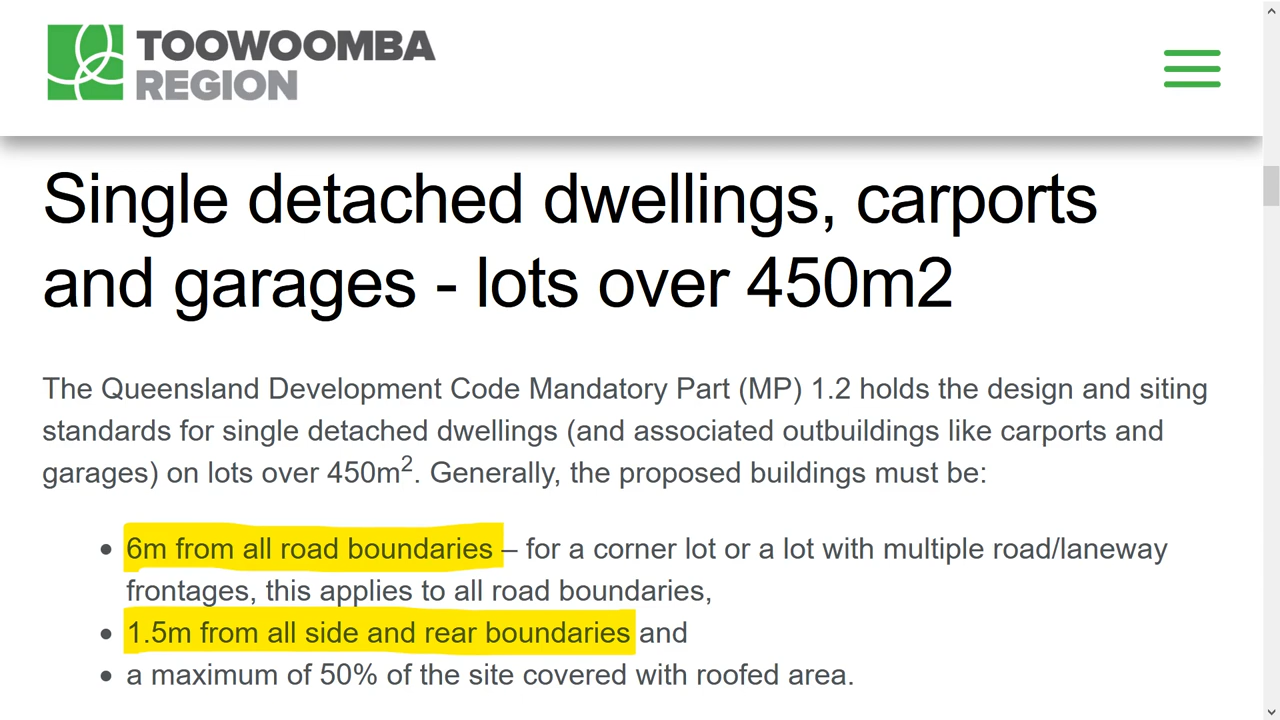 TOOWOOMBA
REGION
Single detached dwellings, carports
and garages - lots over 450m2
The Queensland Development Code Mandatory Part (MP) 1.2 holds the design and siting
standards for single detached dwellings (and associated outbuildings like carports and
garages) on lots over 450m². Generally, the proposed buildings must be:
• 6m from all road boundaries – for a corner lot or a lot with multiple road/laneway
frontages, this applies to all road boundaries,
• 1.5m from all side and rear boundaries and
• a maximum of 50% of the site covered with roofed area.